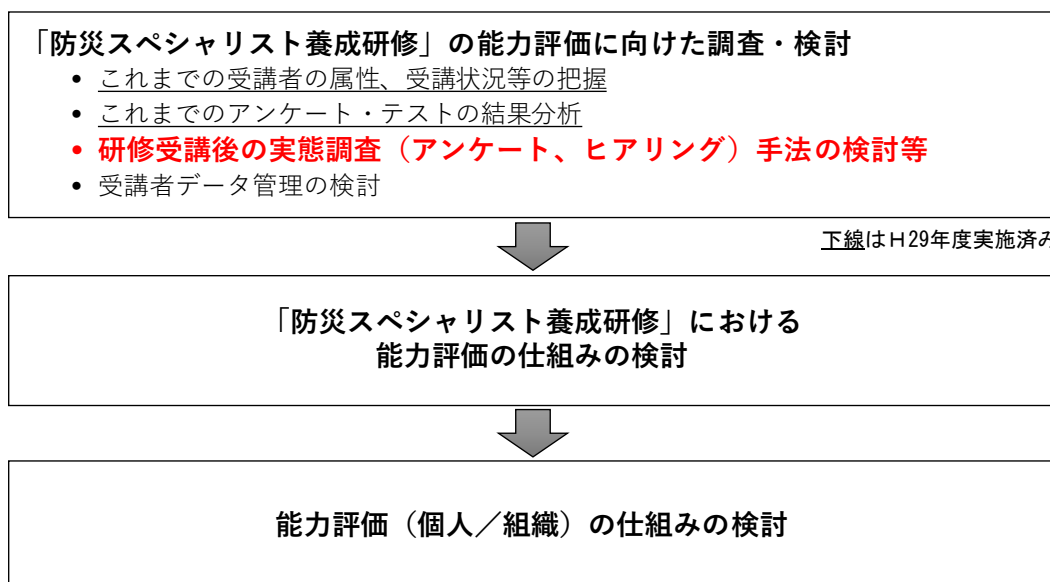 「防災スペシャリスト養成研修」の能力評価に向けた調査・検討
• これまでの受講者の属性、受講状況等の把握
• これまでのアンケート・テストの結果分析
• 研修受講後の実態調査（アンケート、ヒアリング）手法の検討等
• 受講者データ管理の検討
下線はH29年度実施済み
「防災スペシャリスト養成研修」における
能力評価の仕組みの検討
能力評価（個人／組織）の仕組みの検討